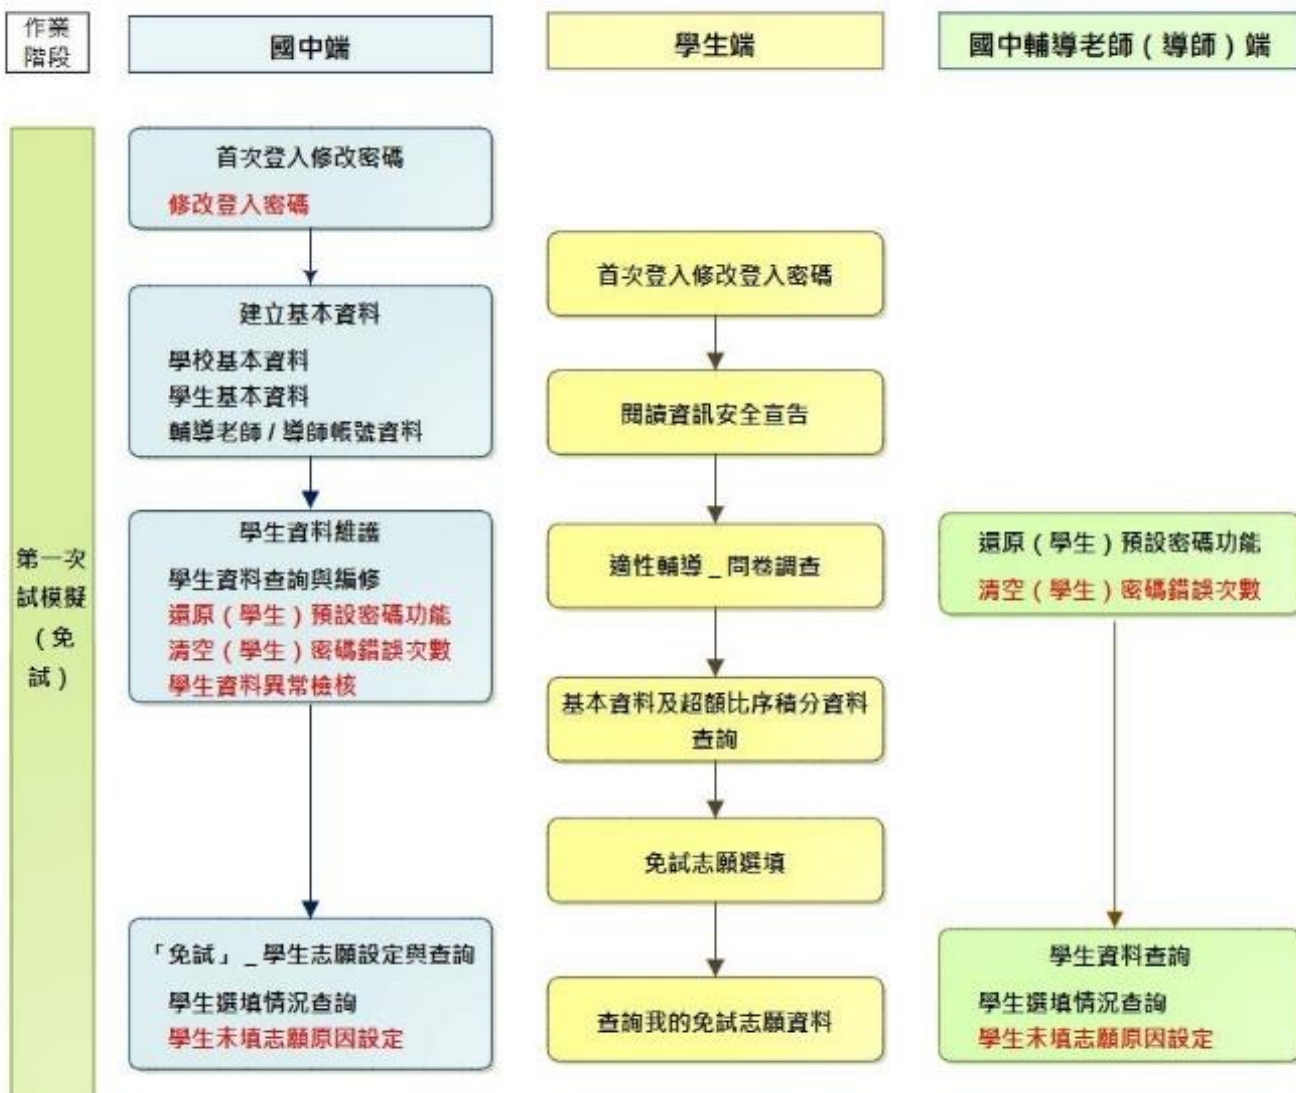 作業
階段
國中端
學生端
國中輔導老師（導師）端
第一次
試模擬
（免
試）
首次登入修改密碼
修改登入密碼
建立基本資料
學校基本資料
學生基本資料
輔導老師 / 導師帳號資料
學生資料維護
學生資料查詢與編修
還原（學生）預設密碼功能
清空（學生）密碼錯誤次數
學生資料異常檢核
「免試」_學生志願設定與查詢
學生選填情況查詢
學生未填志願原因設定
首次登入修改登入密碼
閱讀資訊安全宣告
適性輔導_問卷調查
基本資料及超額比序積分資料
查詢
免試志願選填
查詢我的免試志願資料
還原（學生）預設密碼功能
清空（學生）密碼錯誤次數
學生資料查詢
學生選填情況查詢
學生未填志願原因設定